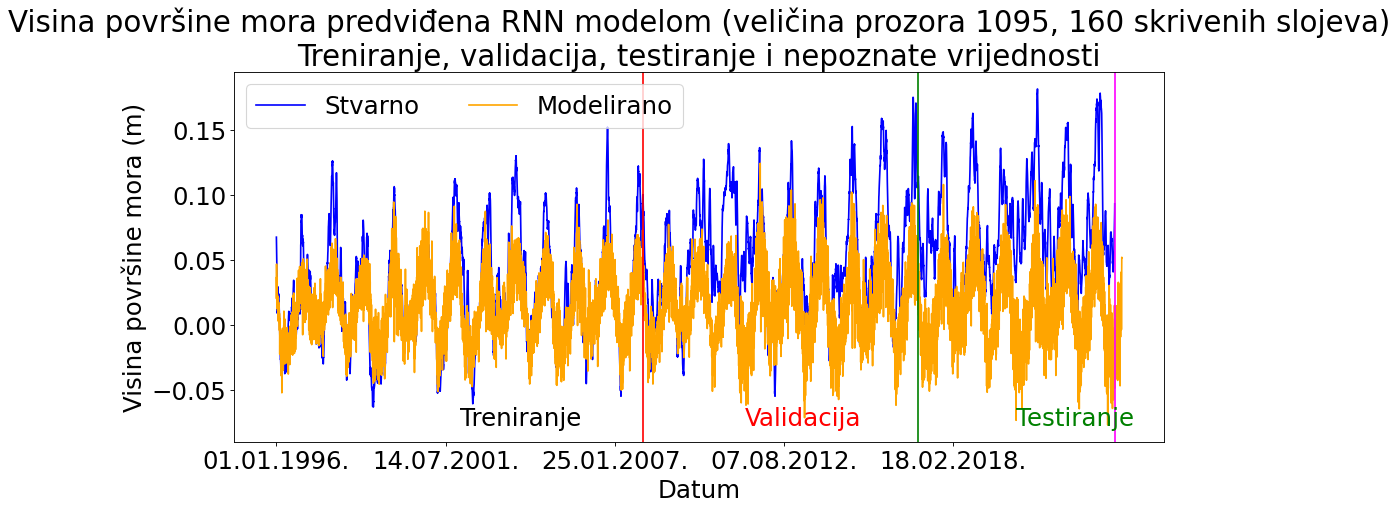 Visina površine mora predviđena RNN modelom (veličina prozora 1095, 160 skrivenih slojeva)
Treniranje, validacija, testiranje i nepoznate vrijednosti
Stvarno
Modelirano
Visina površine mora (m)
0.15
0.10
0.05
0.00
−0.05
Treniranje
Validacija
Testiranje
01.01.1996.
14.07.2001.
25.01.2007.
07.08.2012.
18.02.2018.
Datum